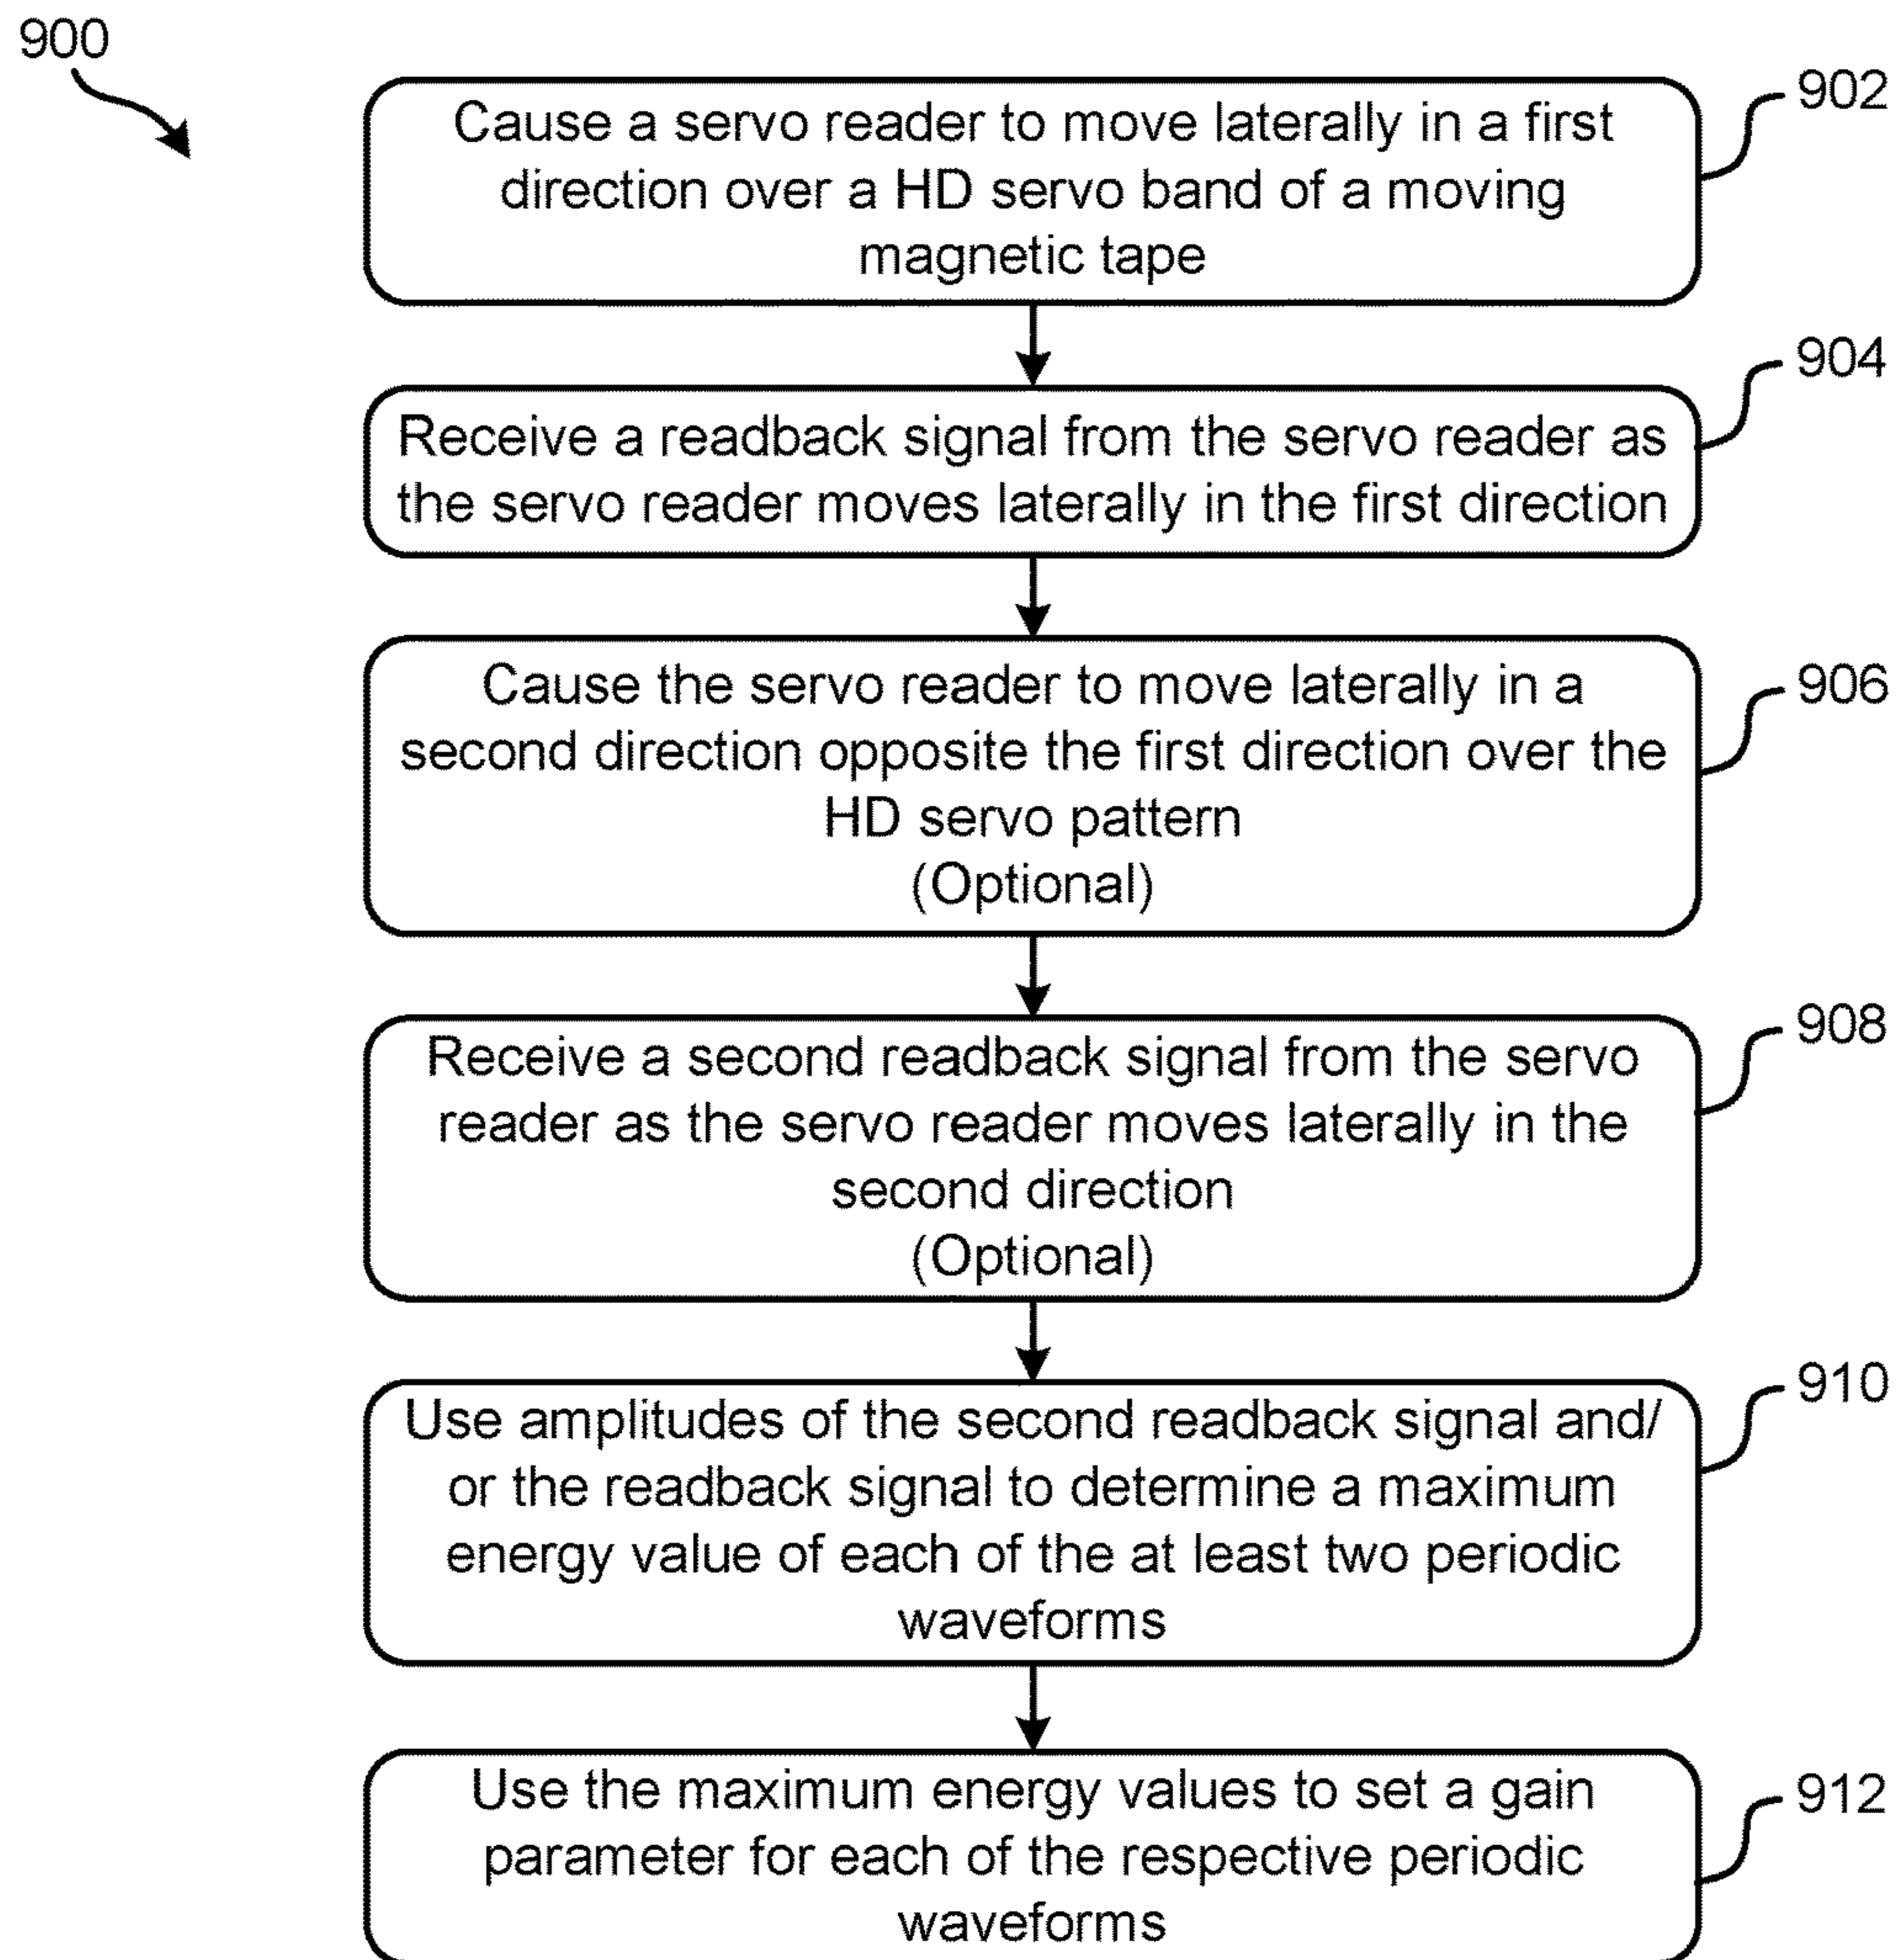 900
Cause a servo reader to move laterally in a first
direction over a HD servo band of a moving
magnetic tape
902
Receive a readback signal from the servo reader as
the servo reader moves laterally in the first direction
904
Cause the servo reader to move laterally in a
second direction opposite the first direction over the
HD servo pattern
(Optional)
906
Receive a second readback signal from the servo
reader as the servo reader moves laterally in the
second direction
(Optional)
908
Use amplitudes of the second readback signal and/
or the readback signal to determine a maximum
energy value of each of the at least two periodic
waveforms
910
Use the maximum energy values to set a gain
parameter for each of the respective periodic
waveforms
912